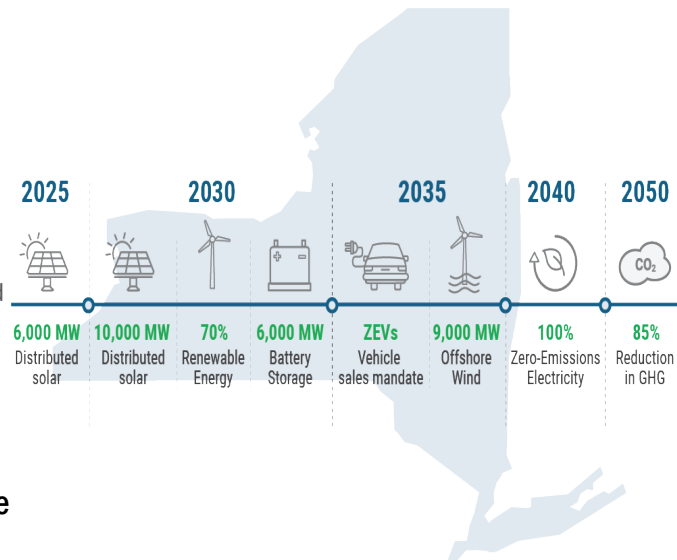 2025
2030
2035
2040
2050
CO₂
d
6,000 MW
Distributed
solar
10,000 MW
Distributed
solar
70%
Renewable
Energy
6,000 MW
Battery
Storage
ZEVs
Vehicle
sales mandate
9,000 MW
Offshore
Wind
100%
Zero-Emissions
Electricity
85%
Reduction
in GHG
e